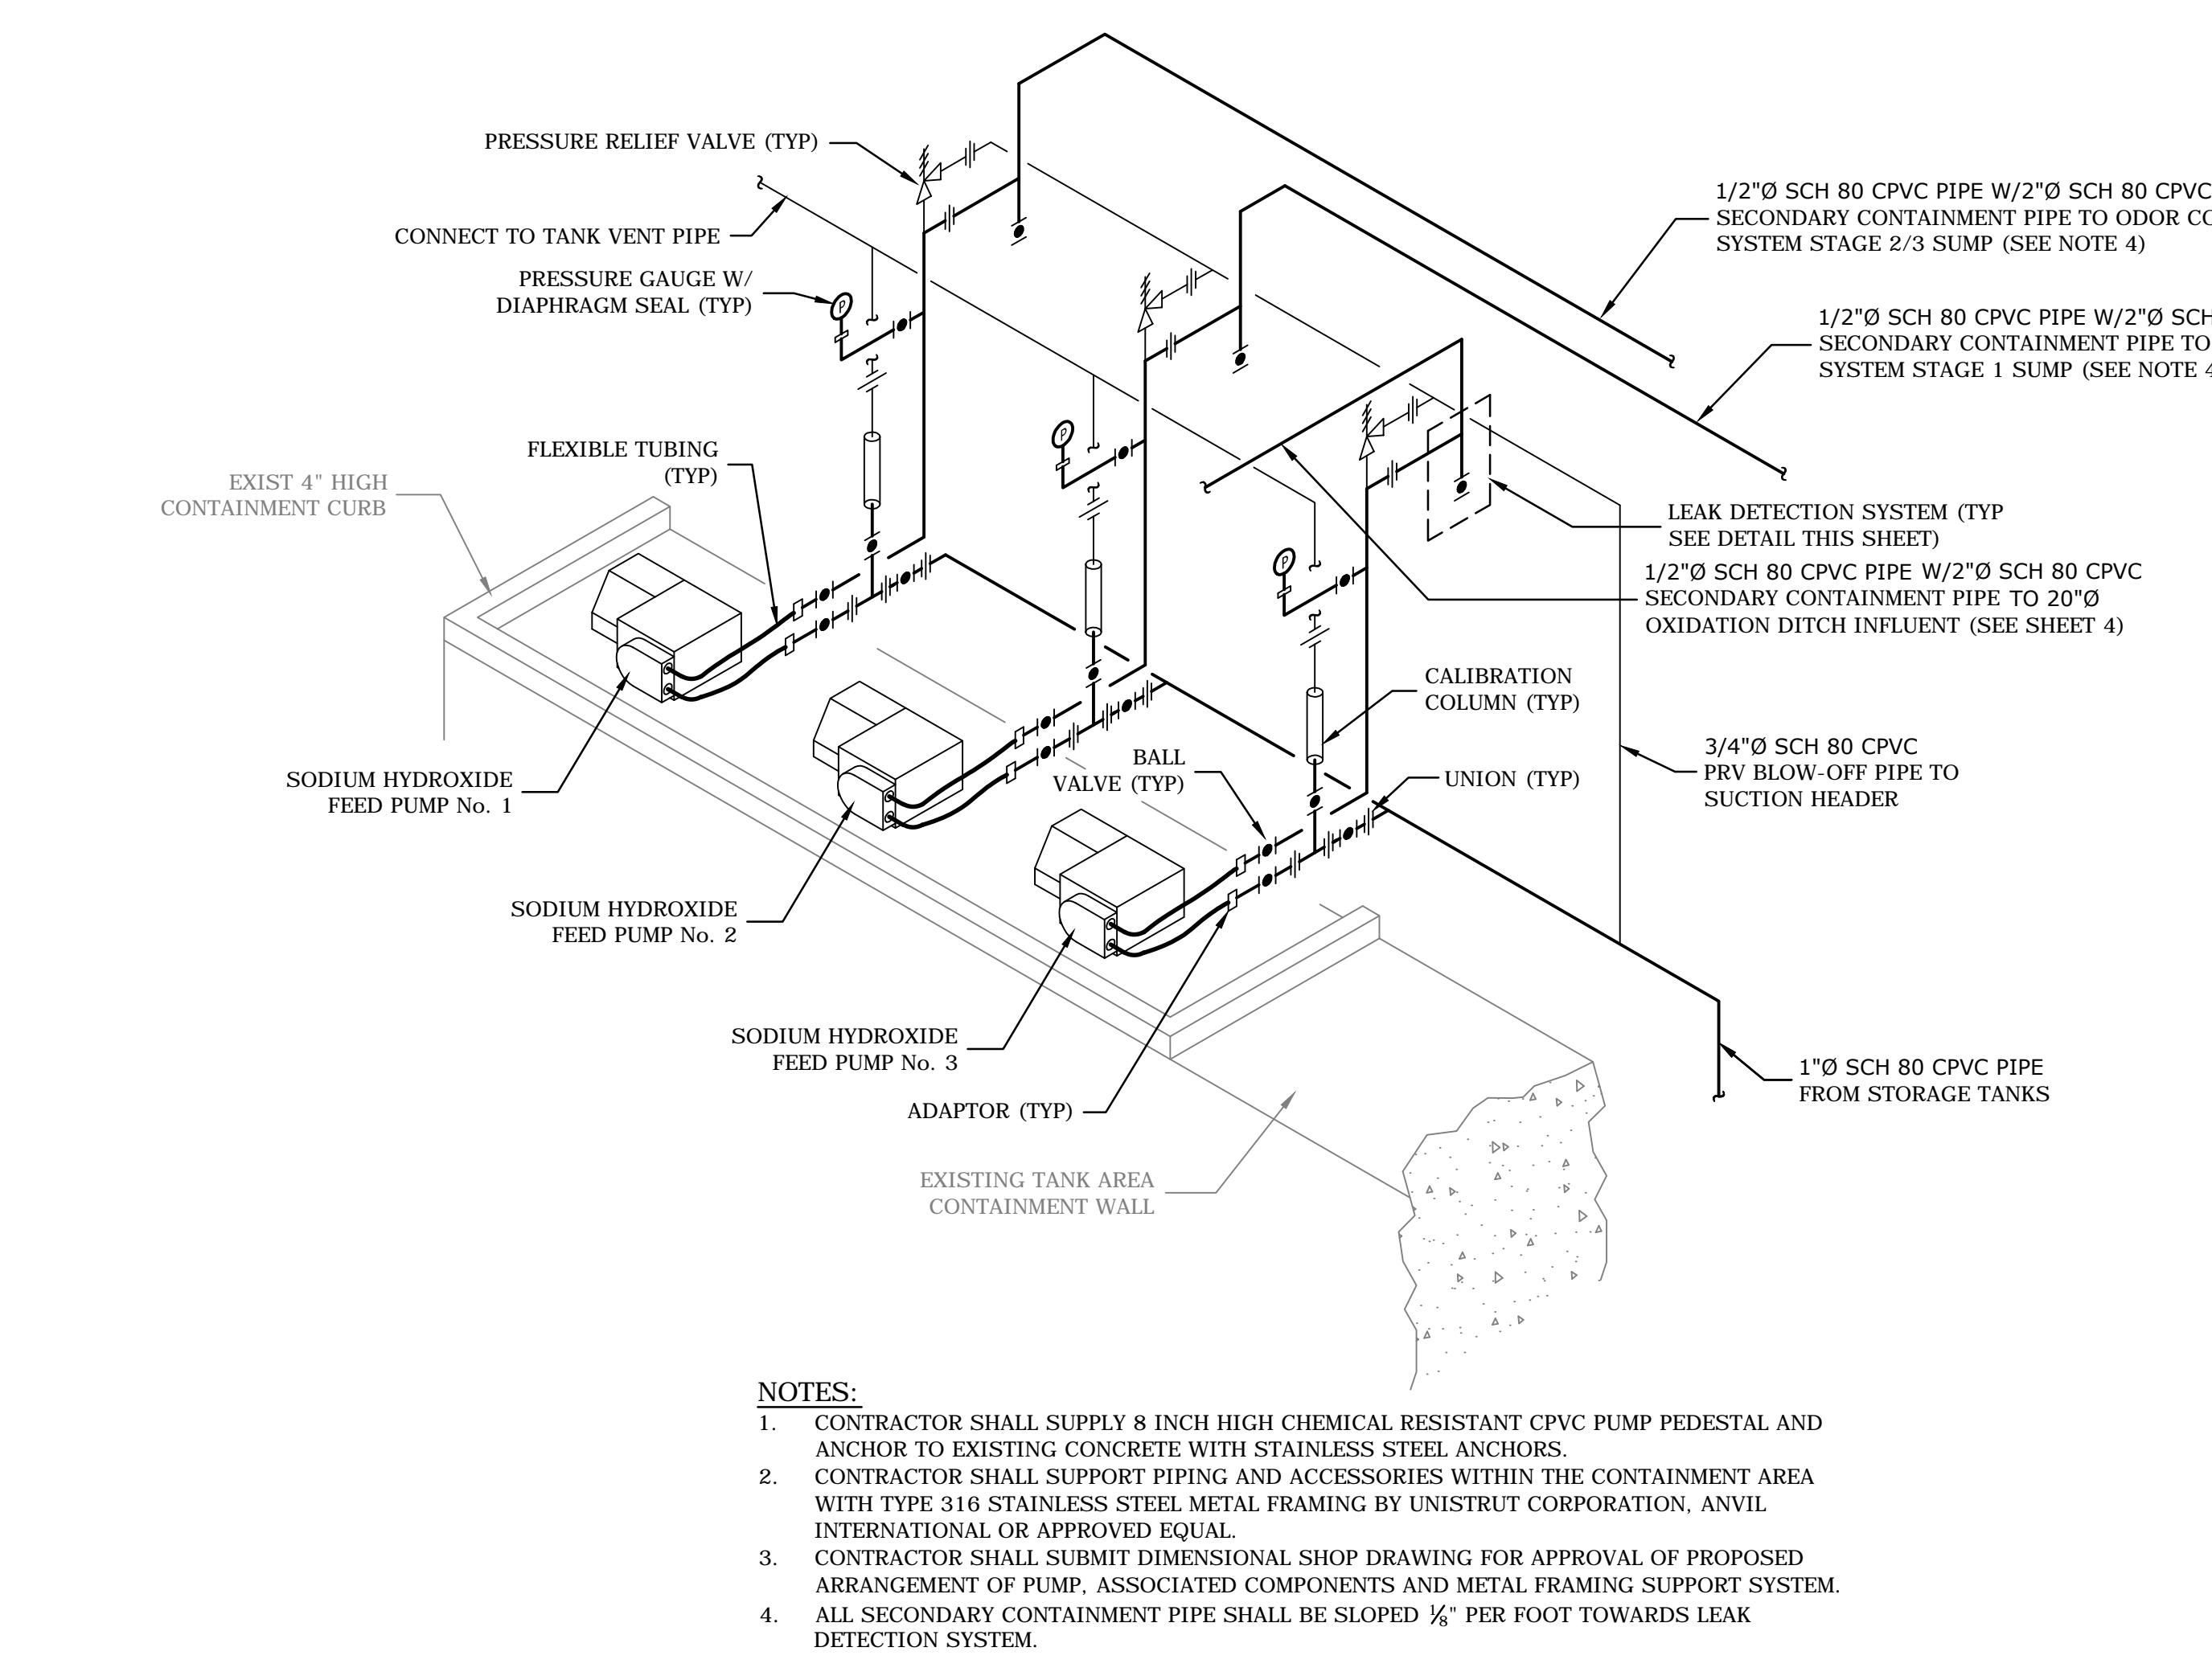 PRESSURE RELIEF VALVE (TYP)
CONNECT TO TANK VENT PIPE
PRESSURE GAUGE W/
DIAPHRAGM SEAL (TYP)
P
P
P
1/2"Ø SCH 80 CPVC PIPE W/2"Ø SCH 80 CPVC
SECONDARY CONTAINMENT PIPE TO ODOR CO
SYSTEM STAGE 2/3 SUMP (SEE NOTE 4)
1/2"Ø SCH 80 CPVC PIPE W/2"Ø SCH
SECONDARY CONTAINMENT PIPE TO
SYSTEM STAGE 1 SUMP (SEE NOTE 4
FLEXIBLE TUBING
(TYP)
EXIST 4" HIGH
CONTAINMENT CURB
LEAK DETECTION SYSTEM (TYP
SEE DETAIL THIS SHEET)
1/2"Ø SCH 80 CPVC PIPE W/2"Ø SCH 80 CPVC
SECONDARY CONTAINMENT PIPE TO 20"Ø
OXIDATION DITCH INFLUENT (SEE SHEET 4)
CALIBRATION
COLUMN (TYP)
BALL
VALVE (TYP)
UNION (TYP)
3/4"Ø SCH 80 CPVC
PRV BLOW-OFF PIPE TO
SUCTION HEADER
SODIUM HYDROXIDE
FEED PUMP No. 1
SODIUM HYDROXIDE
FEED PUMP No. 2
SODIUM HYDROXIDE
FEED PUMP No. 3
ADAPTOR (TYP)
1"Ø SCH 80 CPVC PIPE
FROM STORAGE TANKS
EXISTING TANK AREA
CONTAINMENT WALL
NOTES:
1. CONTRACTOR SHALL SUPPLY 8 INCH HIGH CHEMICAL RESISTANT CPVC PUMP PEDESTAL AND
ANCHOR TO EXISTING CONCRETE WITH STAINLESS STEEL ANCHORS.
2. CONTRACTOR SHALL SUPPORT PIPING AND ACCESSORIES WITHIN THE CONTAINMENT AREA
WITH TYPE 316 STAINLESS STEEL METAL FRAMING BY UNISTRUT CORPORATION, ANVIL
INTERNATIONAL OR APPROVED EQUAL.
3. CONTRACTOR SHALL SUBMIT DIMENSIONAL SHOP DRAWING FOR APPROVAL OF PROPOSED
ARRANGEMENT OF PUMP, ASSOCIATED COMPONENTS AND METAL FRAMING SUPPORT SYSTEM.
4. ALL SECONDARY CONTAINMENT PIPE SHALL BE SLOPED ⅛" PER FOOT TOWARDS LEAK
DETECTION SYSTEM.